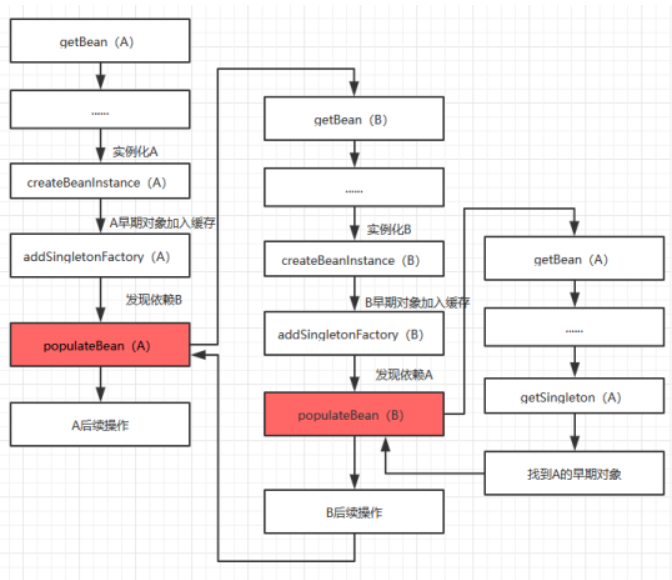 getBean（A）
……
实例化A
createBeanInstance（A）
A早期对象加入缓存
addSingletonFactory（A）
发现依赖B
populateBean（A）
A后续操作
getBean（B）
……
实例化B
createBeanInstance（B）
B早期对象加入缓存
addSingletonFactory（B）
发现依赖A
populateBean（B）
B后续操作
getBean（A）
……
getSingleton（A）
找到A的早期对象